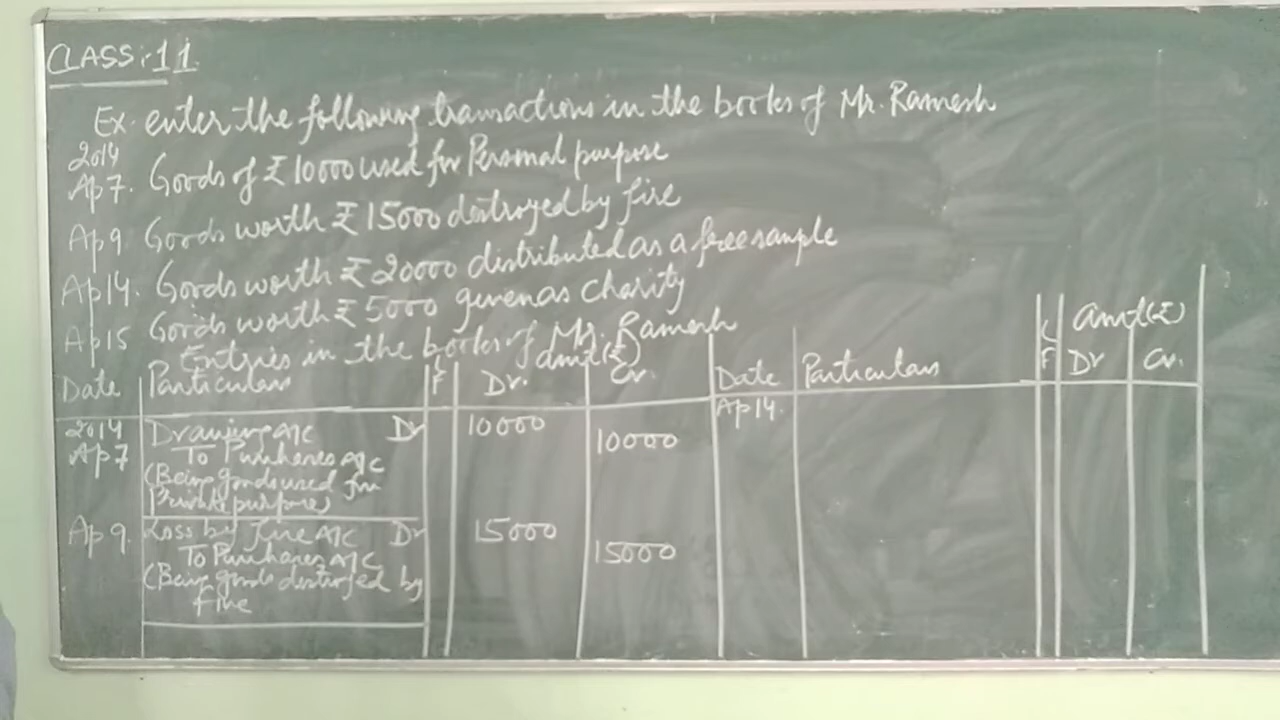 CLASS:-11.
Ex. enter the following transactions in the books of Mr. Ramesh
2014
Ap 7. Goods of ₹ 10000 used for Personal purpose
Ap 9. Goods worth ₹ 15000 destroyed by fire
Ap 14. Goods worth ₹ 20000 distributed as a free sample
Ap 15 Goods worth ₹ 5000 given as Charity
Entries in the books of Mr. Ramesh
Date Particulars L F Amt(₹) Dr. Cr.
2014
Ap 7 Drawing A/C Dr 10000
To Purchases A/C 10000
(Being goods used for
Private purpose)
Ap 9. Loss by fire A/C Dr 15000
To Purchases A/C 15000
(Being goods destroyed by
fire
Date Particulars L F Amt(₹) Dr Cr.
Ap 14.